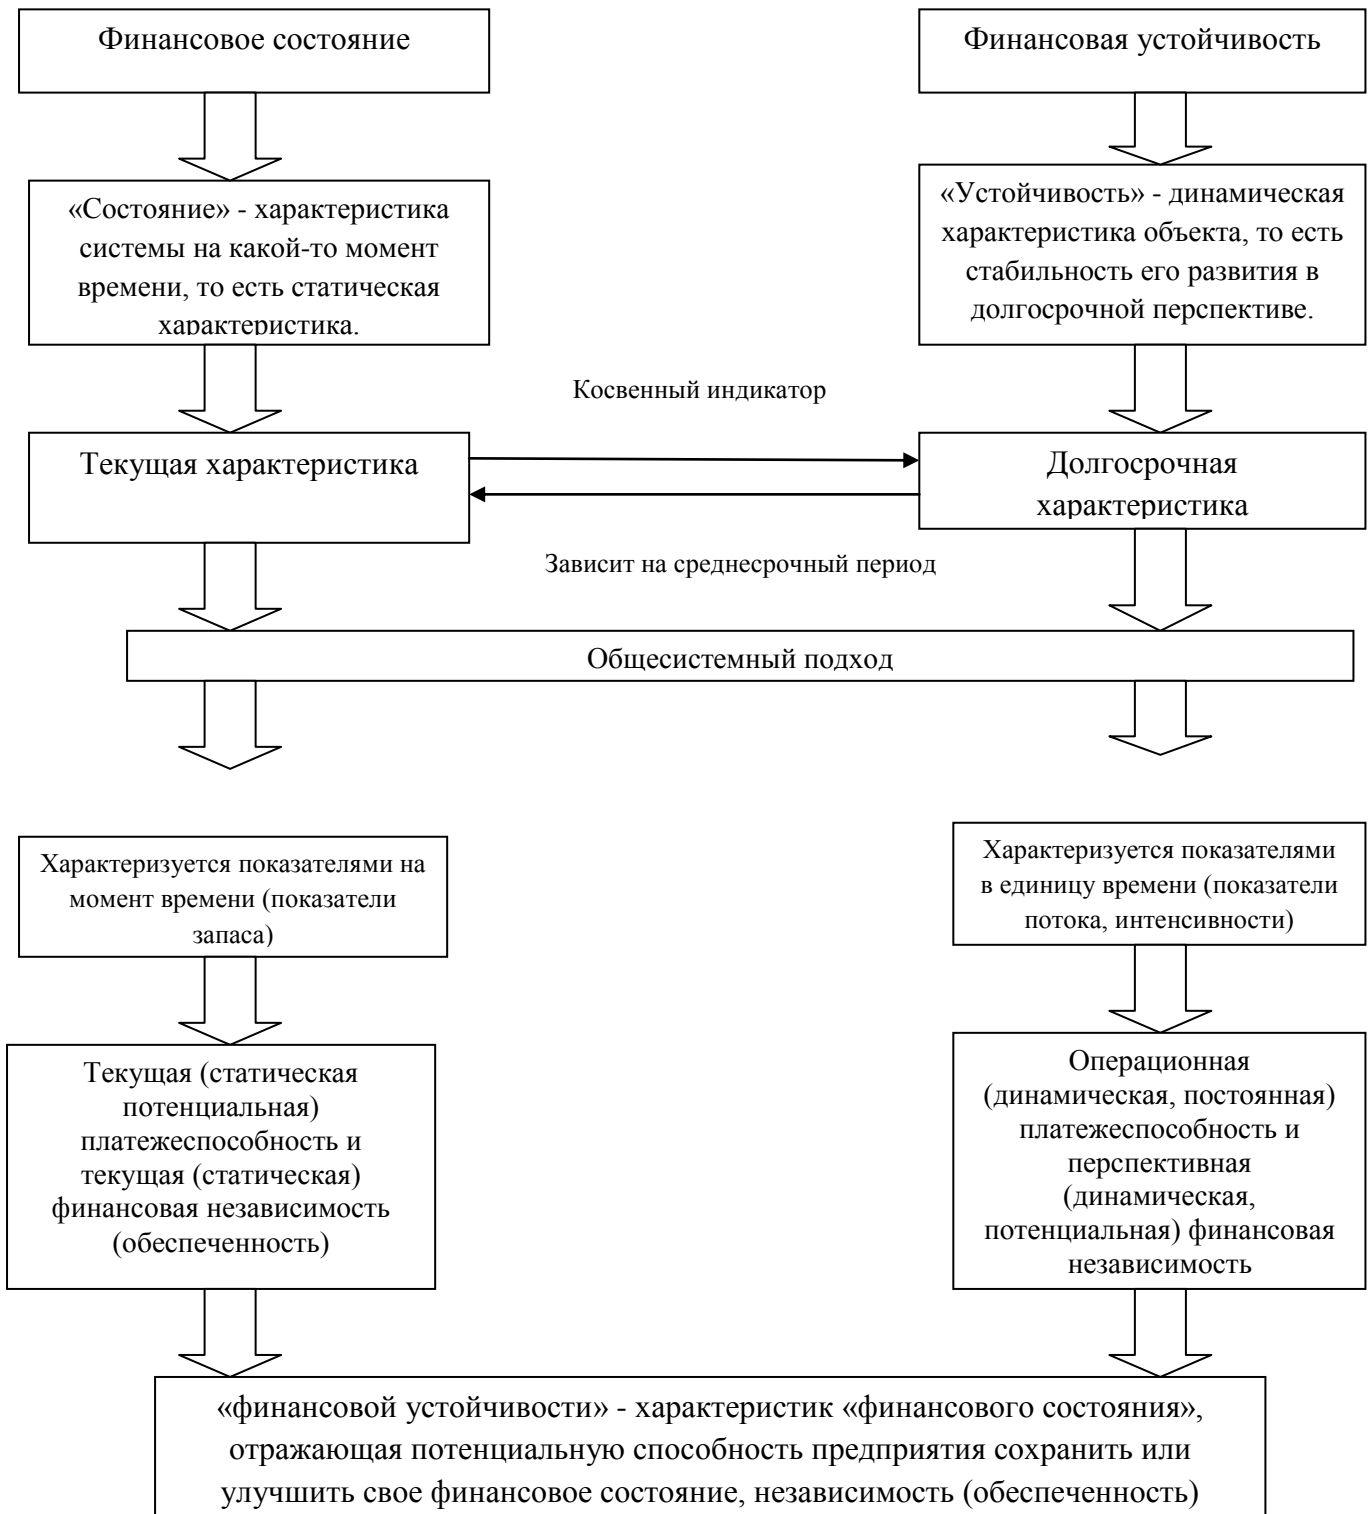 Финансовое состояние
Финансовая устойчивость
«Состояние» - характеристика
системы на какой-то момент
времени, то есть статическая
характеристика.
«Устойчивость» - динамическая
характеристика объекта, то есть
стабильность его развития в
долгосрочной перспективе.
Косвенный индикатор
Текущая характеристика
Долгосрочная
характеристика
Зависит на среднесрочный период
Общесистемный подход
Характеризуется показателями на
момент времени (показатели
запаса)
Характеризуется показателями
в единицу времени (показатели
потока, интенсивности)
Текущая (статическая
потенциальная)
платежеспособность и
текущая (статическая)
финансовая независимость
(обеспеченность)
Операционная
(динамическая, постоянная)
платежеспособность и
перспективная
(динамическая,
потенциальная) финансовая
независимость
«финансовой устойчивости» - характеристик «финансового состояния»,
отражающая потенциальную способность предприятия сохранить или
улучшить свое финансовое состояние, независимость (обеспеченность)